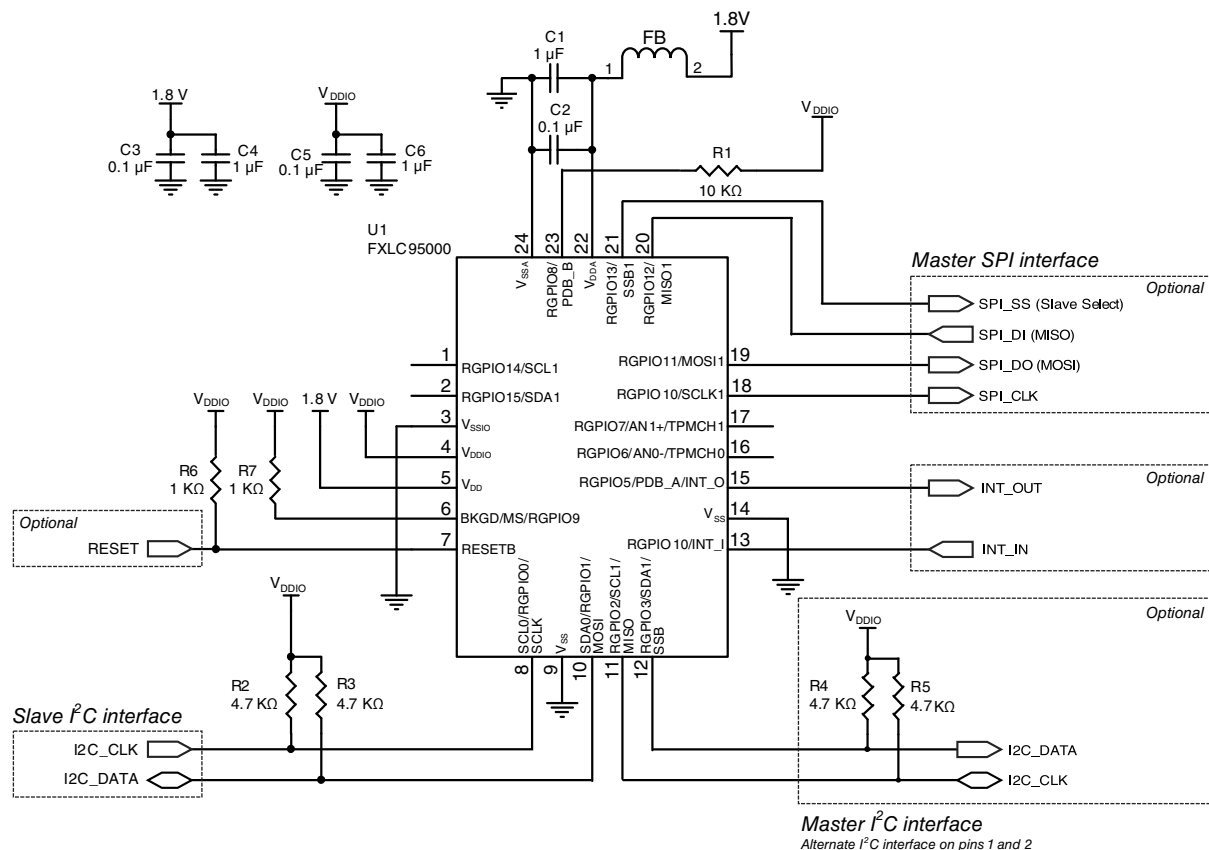 1.8V
C1
1 µF
FB
1
2
C2
0.1 µF
1.8 V
C3
0.1 µF
C4
1 µF
VDDIO
C5
0.1 µF
C6
1 µF
VDDIO
R1
10 KΩ
U1
FXLC95000
24
23
22
21
20
VSSA
RGPIO8/
PDB_B
VDDA
RGPIO13/
SSB1
RGPIO12/
MISO1
Master SPI interface
Optional
SPI_SS (Slave Select)
SPI_DI (MISO)
SPI_DO (MOSI)
SPI_CLK
1
RGPIO14/SCL1
2
RGPIO15/SDA1
3
VSSIO
4
VDDIO
5
VDD
6
BKGD/MS/RGPIO9
7
RESETB
RGPIO11/MOSI1
19
RGPIO10/SCLK1
18
RGPIO7/AN1+/TPMCH1
17
RGPIO6/AN0-/TPMCH0
16
RGPIO5/PDB_A/INT_O
15
VSS
14
RGPIO10/INT_I
13
VDDIO
VDDIO
1.8 V
VDDIO
R6
1 KΩ
R7
1 KΩ
Optional
RESET
Optional
INT_OUT
INT_IN
SCL0/RGPIO0/
SCLK
VSS
SDA0/RGPIO1/
MOSI
RGPIO2/SCL1/
MISO
RGPIO3/SDA1/
SSB
8
9
10
11
12
VDDIO
R2
4.7 KΩ
R3
4.7 KΩ
Slave I²C interface
I2C_CLK
I2C_DATA
Optional
VDDIO
R4
4.7 KΩ
R5
4.7 KΩ
I2C_DATA
I2C_CLK
Master I²C interface
Alternate I²C interface on pins 1 and 2